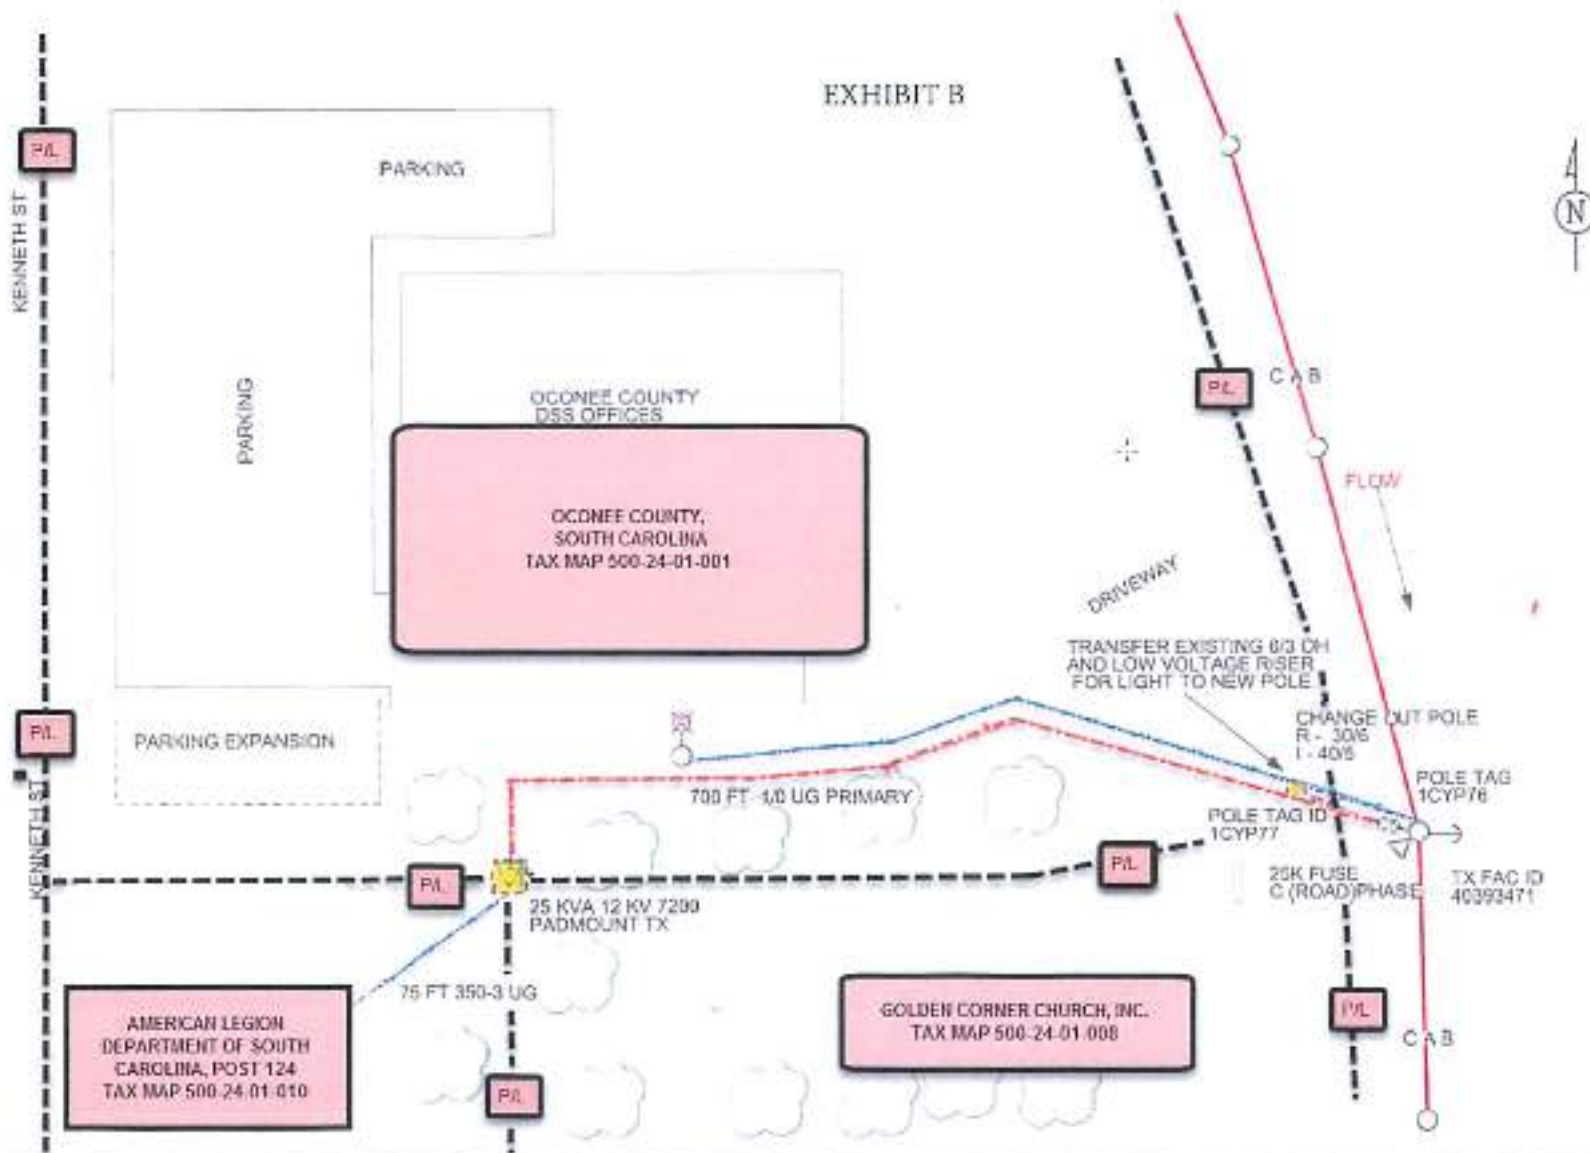 EXHIBIT B
P/L
KENNETH ST
PARKING
N
PARKING
OCONEE COUNTY
DSS OFFICES
P/L
C A B
OCONEE COUNTY,
SOUTH CAROLINA
TAX MAP 500-24-01-001
FLOW
DRIVEWAY
TRANSFER EXISTING 6/3 OH
AND LOW VOLTAGE RISER
FOR LIGHT TO NEW POLE
P/L
PARKING EXPANSION
CHANGE OUT POLE
R - 30/6
I - 40/5
POLE TAG
1CYP76
700 FT 1/0 UG PRIMARY
POLE TAG ID
1CYP77
KENNETH ST
P/L
P/L
25K FUSE
C (ROAD)PHASE
TX FAC ID
40393471
25 KVA 12 KV 7200
PADMOUNT TX
75 FT 350-3 UG
AMERICAN LEGION
DEPARTMENT OF SOUTH
CAROLINA, POST 124
TAX MAP 500-24-01-010
GOLDEN CORNER CHURCH, INC.
TAX MAP 500-24-01-008
P/L
C A B
P/L